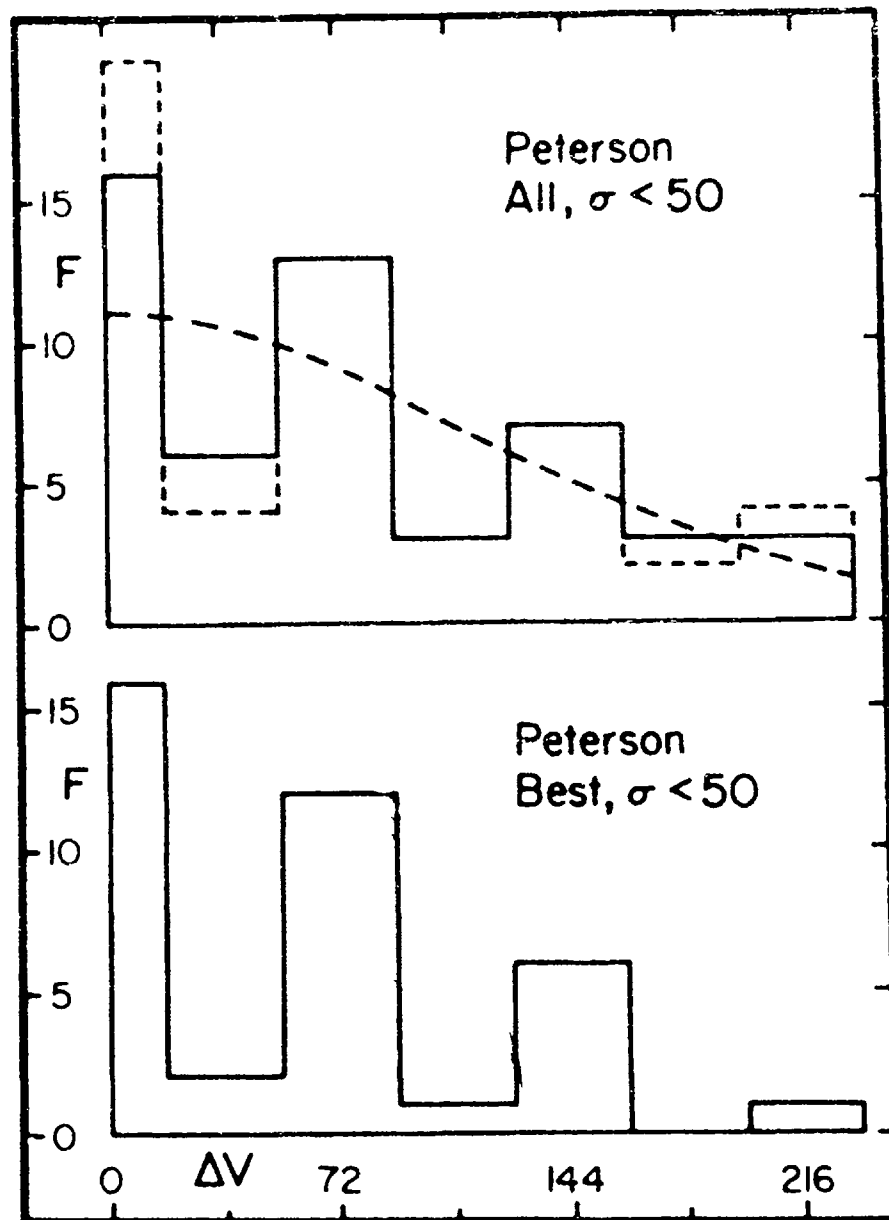 Peterson
All, σ < 50
15
F
10
5
0
Peterson
Best, σ < 50
15
F
10
5
0
0 ΔV 72 144 216